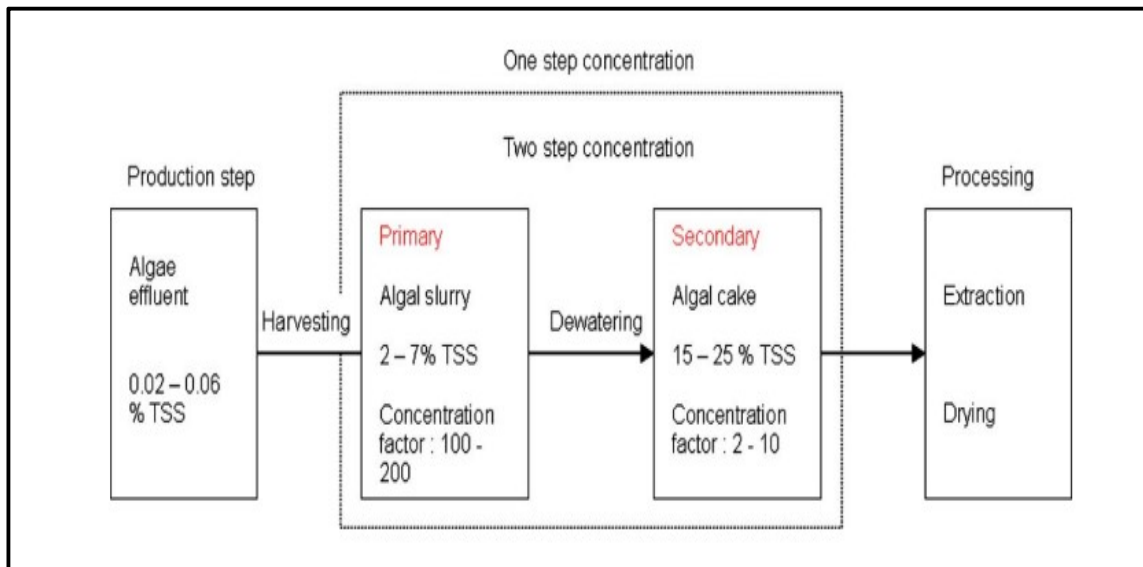 One step concentration
Two step concentration
Production step
Algae
effluent
0.02 – 0.06
% TSS
Harvesting
Primary
Algal slurry
2 – 7% TSS
Concentration
factor : 100 -
200
Dewatering
Secondary
Algal cake
15 – 25 % TSS
Concentration
factor : 2 - 10
Processing
Extraction
Drying